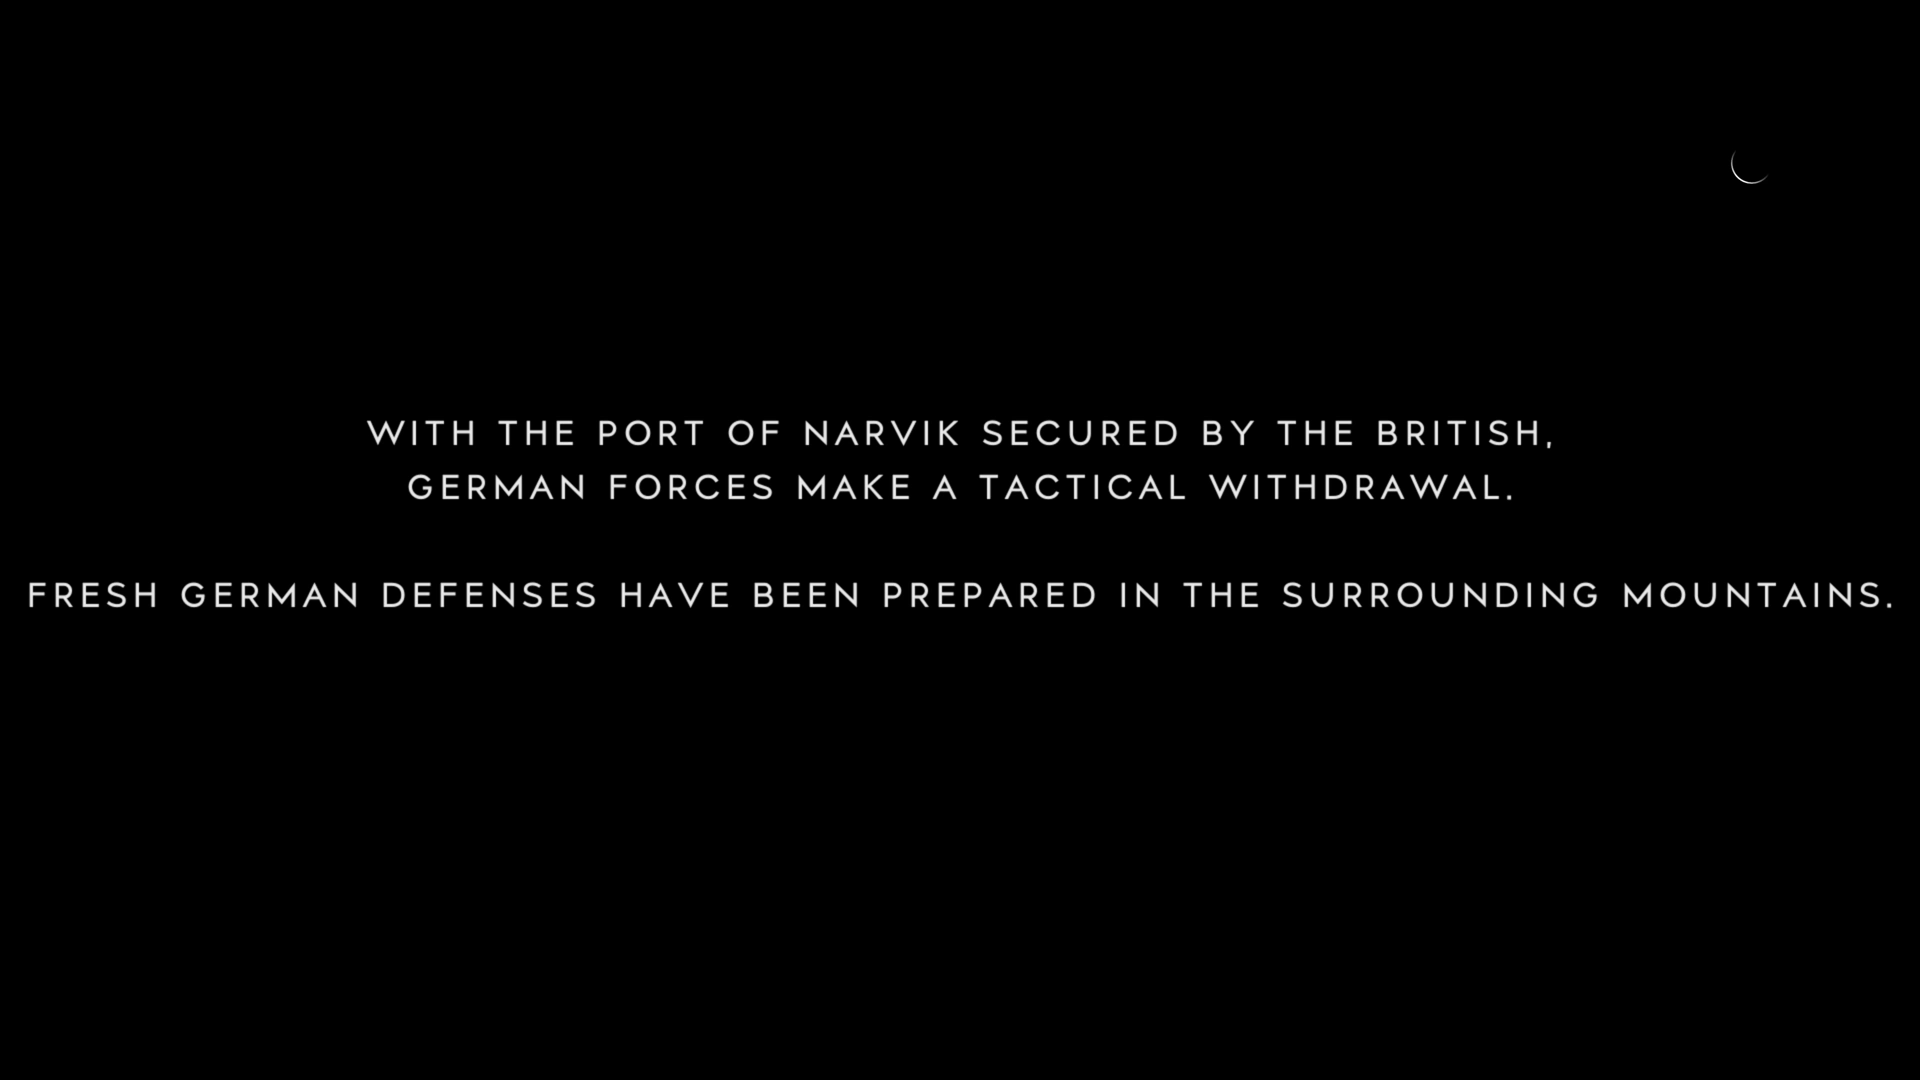 WITH THE PORT OF NARVIK SECURED BY THE BRITISH,
GERMAN FORCES MAKE A TACTICAL WITHDRAWAL.
FRESH GERMAN DEFENSES HAVE BEEN PREPARED IN THE SURROUNDING MOUNTAINS.